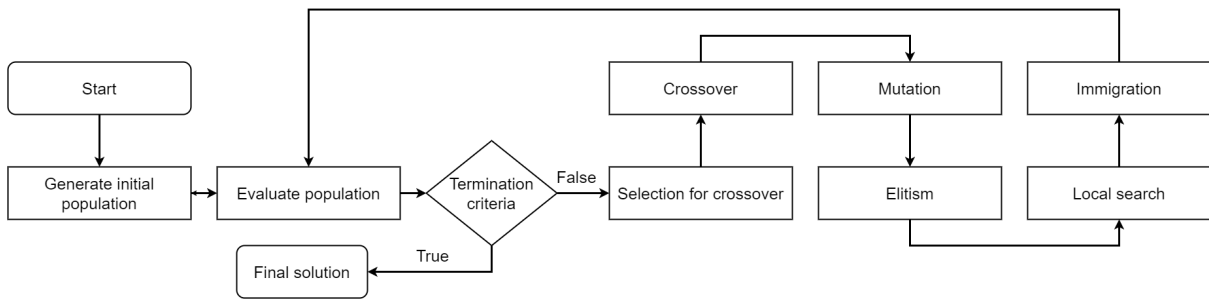 Start
Crossover
Mutation
Immigration
Generate initial
population
Evaluate population
Termination
criteria
False
Selection for crossover
Elitism
Local search
True
Final solution